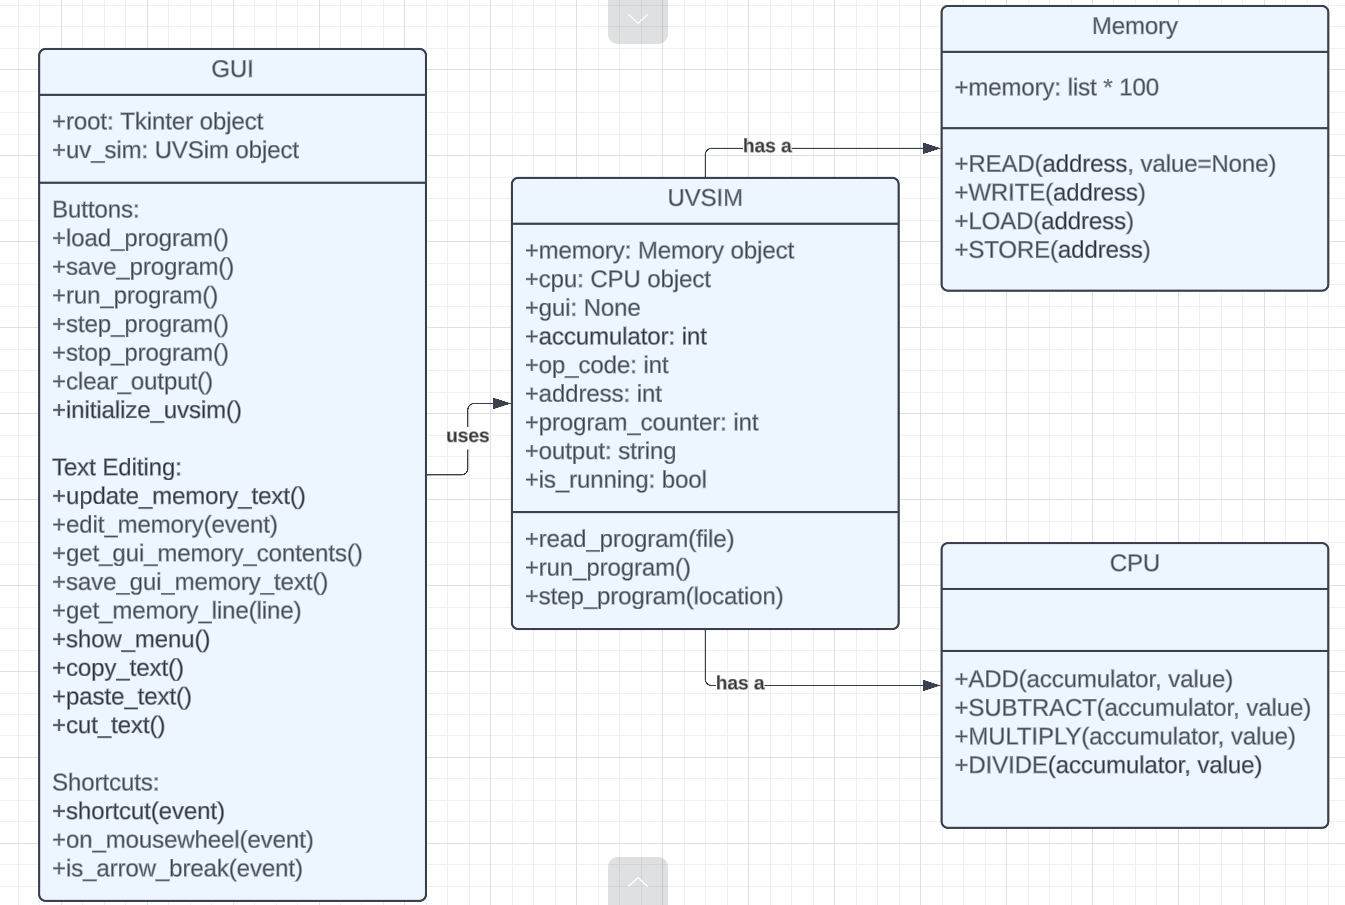 GUI
+root: Tkinter object
+uv_sim: UVSim object
Buttons:
+load_program()
+save_program()
+run_program()
+step_program()
+stop_program()
+clear_output()
+initialize_uvsim()
Text Editing:
+update_memory_text()
+edit_memory(event)
+get_gui_memory_contents()
+save_gui_memory_text()
+get_memory_line(line)
+show_menu()
+copy_text()
+paste_text()
+cut_text()
Shortcuts:
+shortcut(event)
+on_mousewheel(event)
+is_arrow_break(event)
uses
UVSIM
+memory: Memory object
+cpu: CPU object
+gui: None
+accumulator: int
+op_code: int
+address: int
+program_counter: int
+output: string
+is_running: bool
+read_program(file)
+run_program()
+step_program(location)
has a
Memory
+memory: list * 100
+READ(address, value=None)
+WRITE(address)
+LOAD(address)
+STORE(address)
has a
CPU
+ADD(accumulator, value)
+SUBTRACT(accumulator, value)
+MULTIPLY(accumulator, value)
+DIVIDE(accumulator, value)